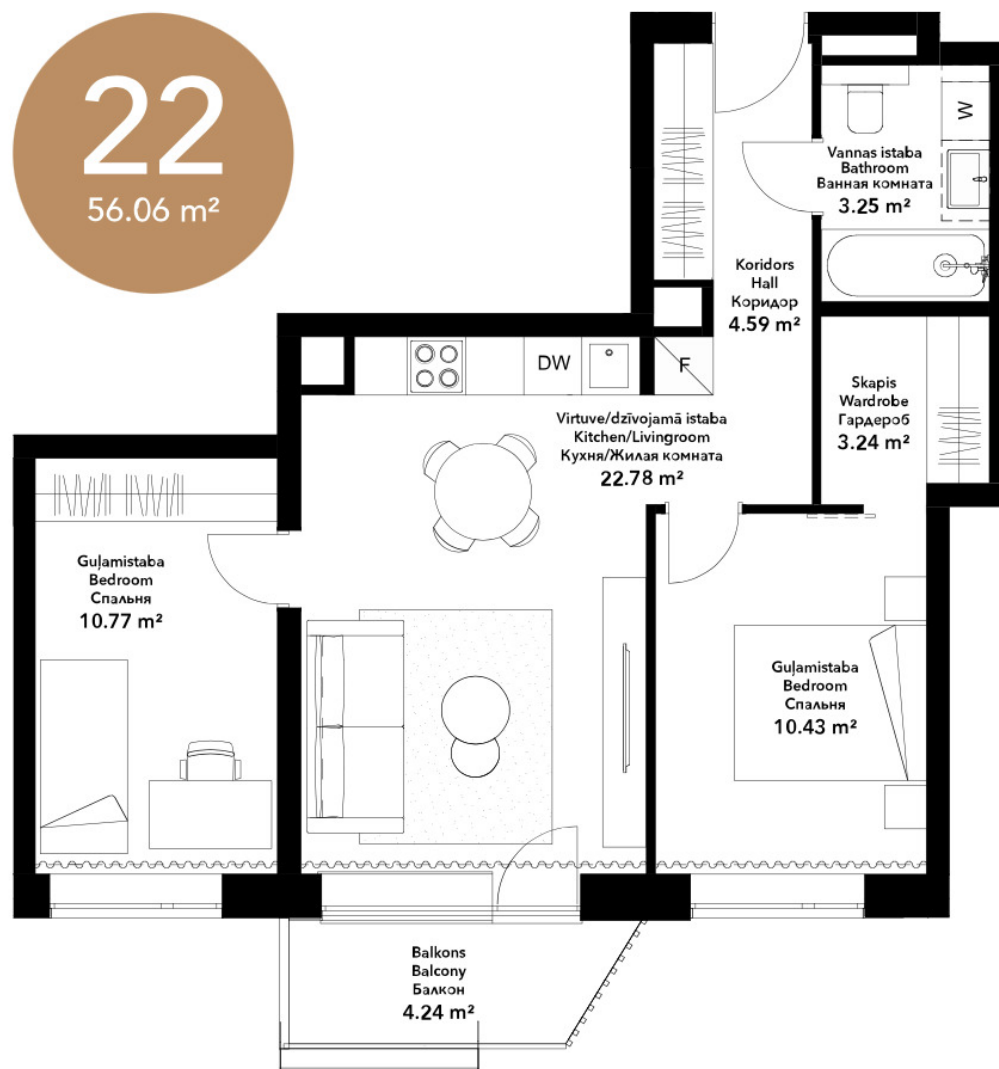 22
56.06 m²
W
Vannas istaba
Bathroom
Ванная комната
3.25 m²
Koridors
Hall
Коридор
4.59 m²
DW
F
Skapis
Wardrobe
Гардероб
3.24 m²
Virtuve/dzīvojamā istaba
Kitchen/Livingroom
Кухня/Жилая комната
22.78 m²
Guļamistaba
Bedroom
Спальня
10.77 m²
Guļamistaba
Bedroom
Спальня
10.43 m²
Balkons
Balcony
Балкон
4.24 m²